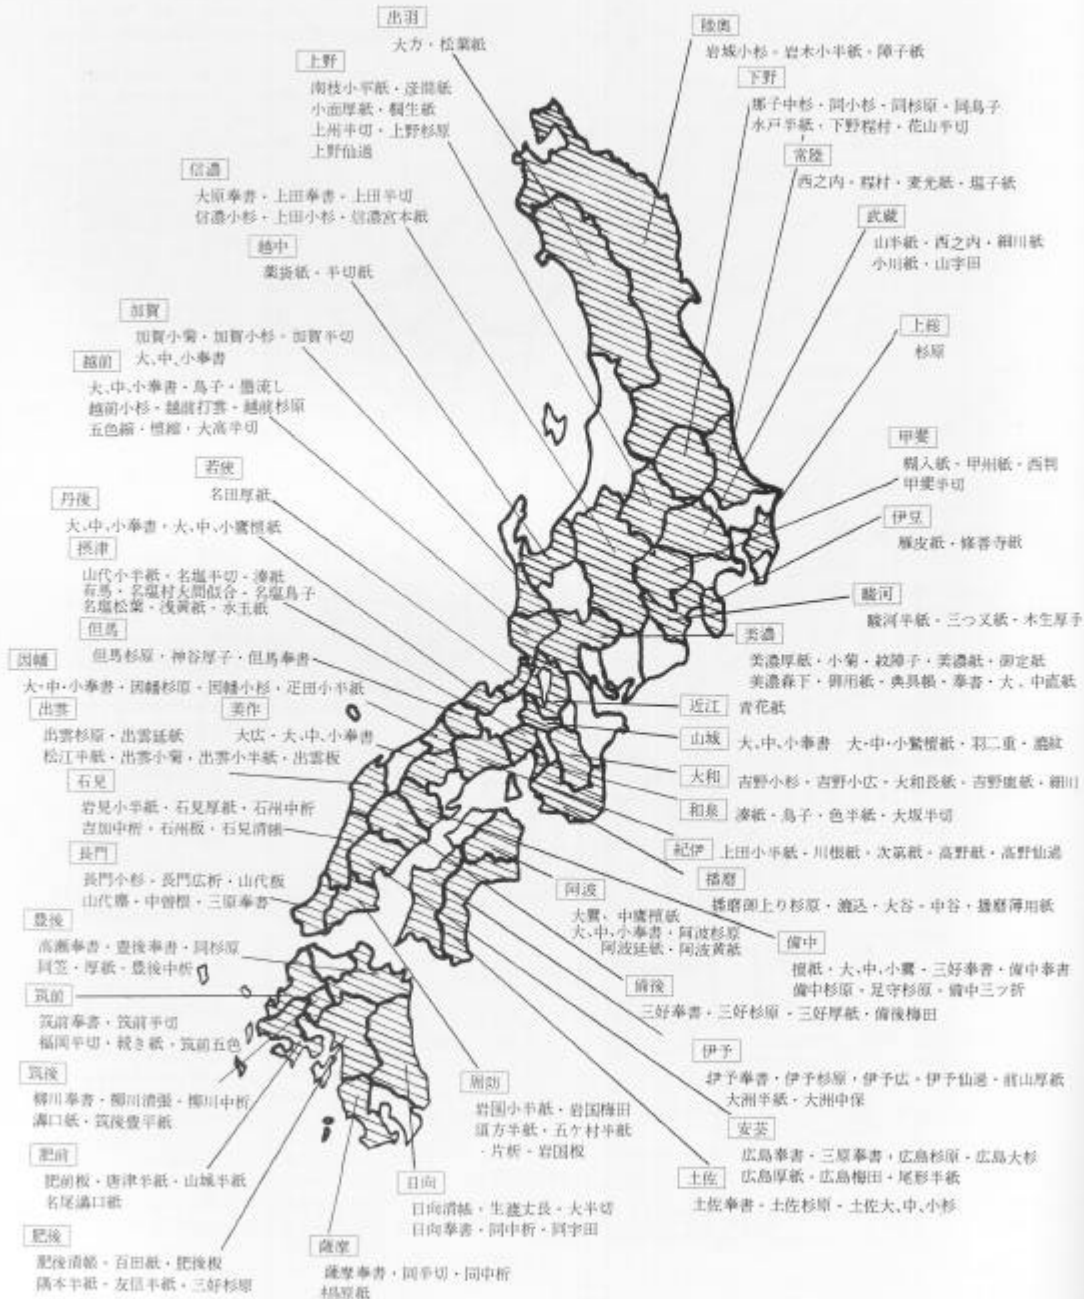 出羽
大方・松葉紙
陸奥
岩城小杉・岩木小半紙・障子紙
上野
南枝小平紙・彦間紙
小面厚紙・桐生紙
上州半切・上野杉原
上野仙過
下野
那子中杉・同小杉・同杉原・同烏子
水戸半紙・下野程村・花山半切
常陸
西之内・程村・麦光紙・塩子紙
信濃
大原奉書・上田奉書・上田半切
信濃小杉・上田小杉・信濃宮本紙
武蔵
山半紙・西之内・細川紙
小川紙・山字田
越中
薬袋紙・半切紙
加賀
加賀小菊・加賀小杉・加賀半切
大、中、小奉書
上総
杉原
越前
大、中、小奉書・鳥子・墨流し
越前小杉・越前打雲・越前杉原
五色縮・檀縮・大高半切
甲斐
糊入紙・甲州紙・西判
甲斐半切
若狭
名田厚紙
伊豆
雁皮紙・修善寺紙
丹後
大、中、小奉書・大、中、小鷹檀紙
摂津
山代小半紙・名塩半切・湊紙
有馬・名塩村大間似合・名塩鳥子
名塩松葉・浅黄紙・水玉紙
駿河
駿河半紙・三つ又紙・木生厚手
但馬
但馬杉原・神谷厚子・但馬奉書
美濃
美濃厚紙・小菊・紋障子・美濃紙・御定紙
美濃森下・御用紙・典具帳・奉書・大、中直紙
因幡
大・中・小奉書・因幡杉原・因幡小杉・疋田小半紙
近江
青花紙
出雲
出雲杉原・出雲延紙
松江半紙・出雲小菊・出雲小半紙・出雲板
美作
大広・大、中、小奉書
山城
大、中、小奉書 大・中・小鷲檀紙・羽二重・漉紋
大和
吉野小杉・吉野小広・大和長紙・吉野鹿紙・細川
石見
岩見小半紙・石見厚紙・石州中折
吉加中折・石州板・石見清帳
和泉
湊紙・鳥子・色半紙・大坂半切
紀伊
上田小半紙・川根紙・次第紙・高野紙・高野仙過
長門
長門小杉・長門広折・山代板
山代塵・中曽根・三原奉書
播磨
播磨御上り杉原・漉込・大谷・中谷・播磨薄用紙
阿波
大鷹、中鷹檀紙
大、中、小奉書・阿波杉原
阿波延紙・阿波黄紙
豊後
高瀬奉書・豊後奉書・同杉原
同笠・厚紙・豊後中折
備中
檀紙・大、中、小鷹・三好奉書・備中奉書
備中杉原・足守杉原・備中三ツ折
備後
三好奉書・三好杉原・三好厚紙・備後梅田
筑前
筑前奉書・筑前半切
福岡半切・続き紙・筑前五色
伊予
伊予奉書・伊予杉原・伊予広・伊予仙過・前山厚紙
大洲半紙・大洲中保
筑後
柳川奉書・柳川清張・柳川中折
溝口紙・筑後豊平紙
周防
岩国小半紙・岩国梅田
須方半紙・五ケ村半紙
・片折・岩国板
安芸
広島奉書・三原奉書・広島杉原・広島大杉
広島厚紙・広島梅田・尾形半紙
肥前
肥前板・唐津半紙・山城半紙
名尾溝口紙
土佐
土佐奉書・土佐杉原・土佐大、中、小杉
日向
日向清帳・生漉丈長・大半切
日向奉書・同中折・同宇田
肥後
肥後清帳・百田紙・肥後板
隅本半紙・友信半紙・三好杉原
薩摩
薩摩奉書・同半切・同中折
椙原紙